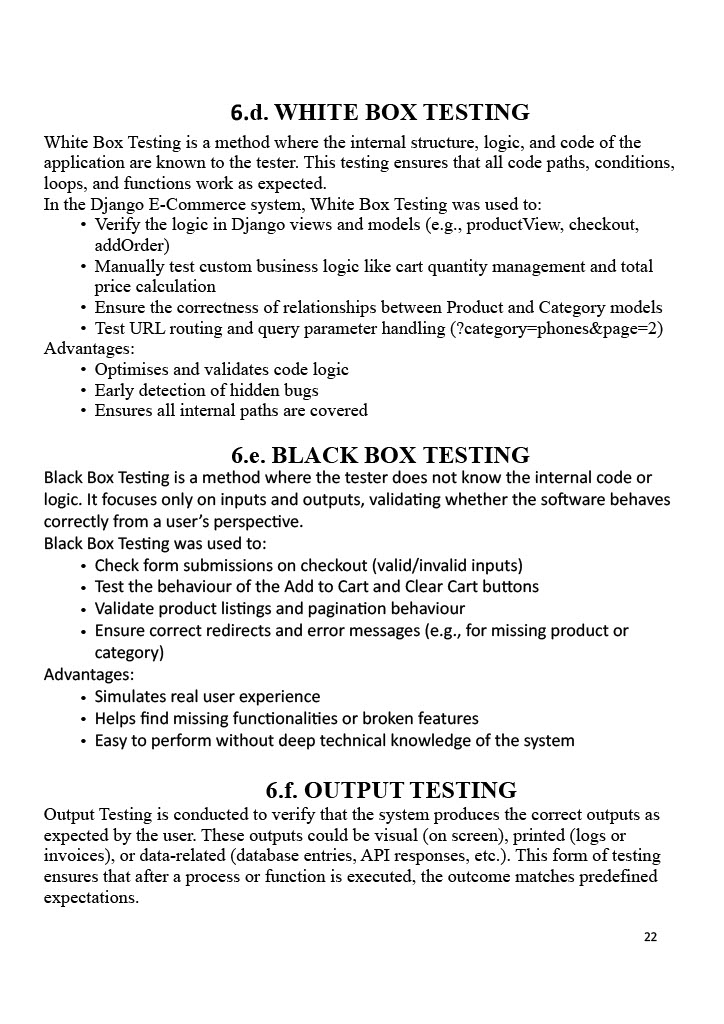 6.d. WHITE BOX TESTING
White Box Testing is a method where the internal structure, logic, and code of the
application are known to the tester. This testing ensures that all code paths, conditions,
loops, and functions work as expected.
In the Django E-Commerce system, White Box Testing was used to:
• Verify the logic in Django views and models (e.g., productView, checkout,
addOrder)
• Manually test custom business logic like cart quantity management and total
price calculation
• Ensure the correctness of relationships between Product and Category models
• Test URL routing and query parameter handling (?category=phones&page=2)
Advantages:
• Optimises and validates code logic
• Early detection of hidden bugs
• Ensures all internal paths are covered
6.e. BLACK BOX TESTING
Black Box Testing is a method where the tester does not know the internal code or
logic. It focuses only on inputs and outputs, validating whether the software behaves
correctly from a user’s perspective.
Black Box Testing was used to:
• Check form submissions on checkout (valid/invalid inputs)
• Test the behaviour of the Add to Cart and Clear Cart buttons
• Validate product listings and pagination behaviour
• Ensure correct redirects and error messages (e.g., for missing product or
category)
Advantages:
• Simulates real user experience
• Helps find missing functionalities or broken features
• Easy to perform without deep technical knowledge of the system
6.f. OUTPUT TESTING
Output Testing is conducted to verify that the system produces the correct outputs as
expected by the user. These outputs could be visual (on screen), printed (logs or
invoices), or data-related (database entries, API responses, etc.). This form of testing
ensures that after a process or function is executed, the outcome matches predefined
expectations.
22